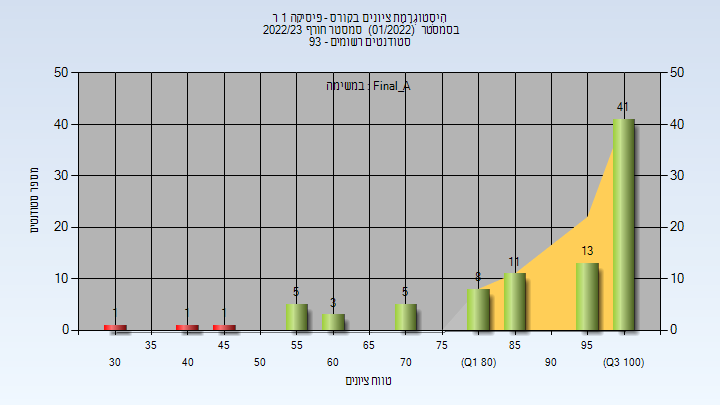 היסטוגרמת ציונים בקורס - פיסיקה 1 ר
בסמסטר (01/2022) סמסטר חורף 2022/23
סטודנטים רשומים - 93
במשימה : Final_A
מספר סטודנטים
50 50
40 40
30 30
20 20
10 10
0 0
1 1 1 5 3 5 8 11 13 41
35 45 55 65 75 85 95
30 40 50 60 70 (Q1 80) 90 (Q3 100)
טווח ציונים